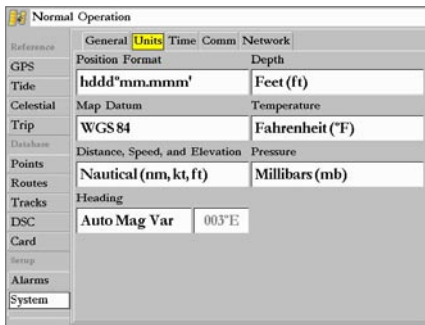 Normal Operation
General Units Time Comm Network
Reference
GPS
Tide
Celestial
Trip
Database
Points
Routes
Tracks
DSC
Card
Setup
Alarms
System
Position Format
hddd°mm.mmm'
Depth
Feet (ft)
Map Datum
WGS 84
Temperature
Fahrenheit (°F)
Distance, Speed, and Elevation
Nautical (nm, kt, ft)
Pressure
Millibars (mb)
Heading
Auto Mag Var
003°E